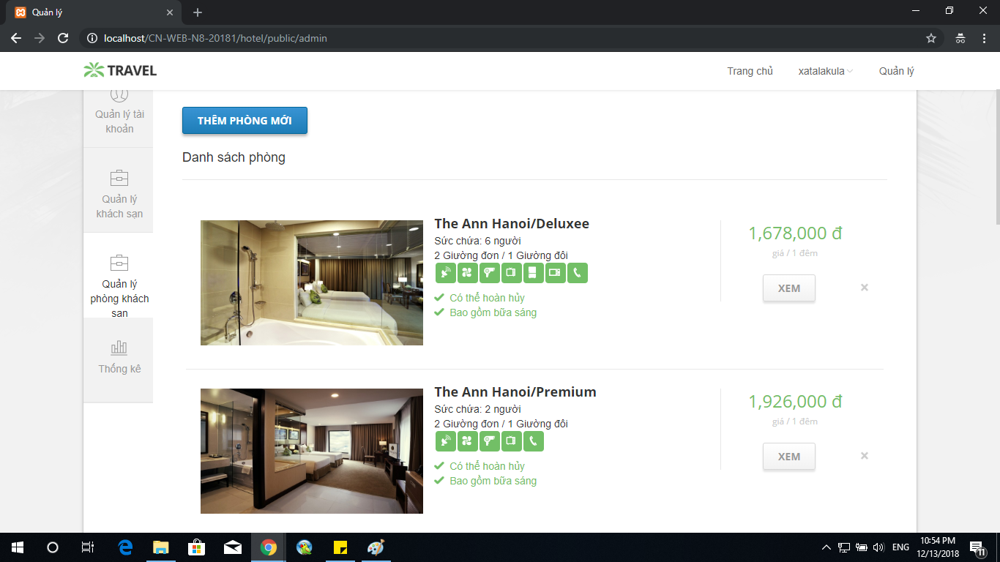 Quản lý
localhost/CN-WEB-N8-20181/hotel/public/admin
TRAVEL
Trang chủ
xatalakula
Quản lý
Quản lý tài
khoản
Quản lý
khách sạn
Quản lý
phòng khách
sạn
Thống kê
THÊM PHÒNG MỚI
Danh sách phòng
The Ann Hanoi/Deluxee
Sức chứa: 6 người
2 Giường đơn / 1 Giường đôi
Có thể hoàn hủy
Bao gồm bữa sáng
1,678,000 đ
giá / 1 đêm
XEM
The Ann Hanoi/Premium
Sức chứa: 2 người
2 Giường đơn / 1 Giường đôi
Có thể hoàn hủy
Bao gồm bữa sáng
1,926,000 đ
giá / 1 đêm
XEM
ENG
10:54 PM
12/13/2018
11